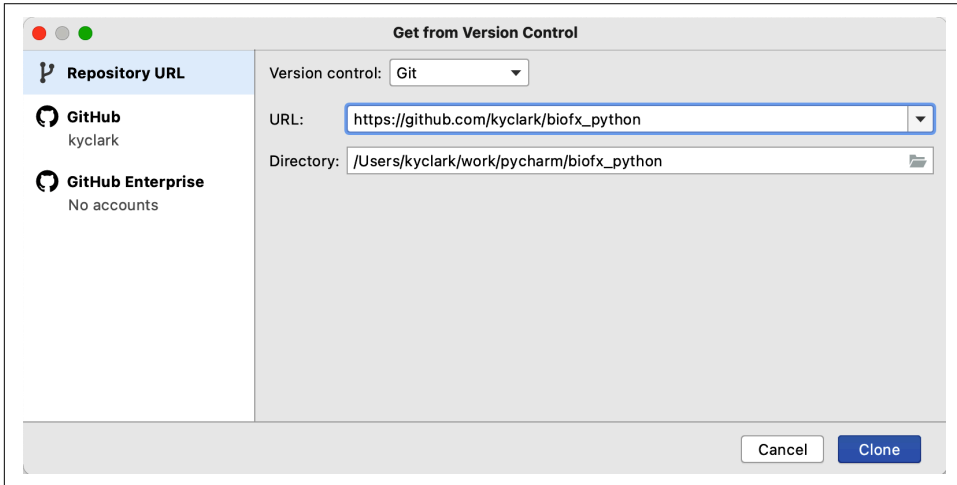 Get from Version Control
Repository URL
GitHub
kyclark
GitHub Enterprise
No accounts
Version control: Git
URL: https://github.com/kyclark/biofx_python
Directory: /Users/kyclark/work/pycharm/biofx_python
Cancel Clone